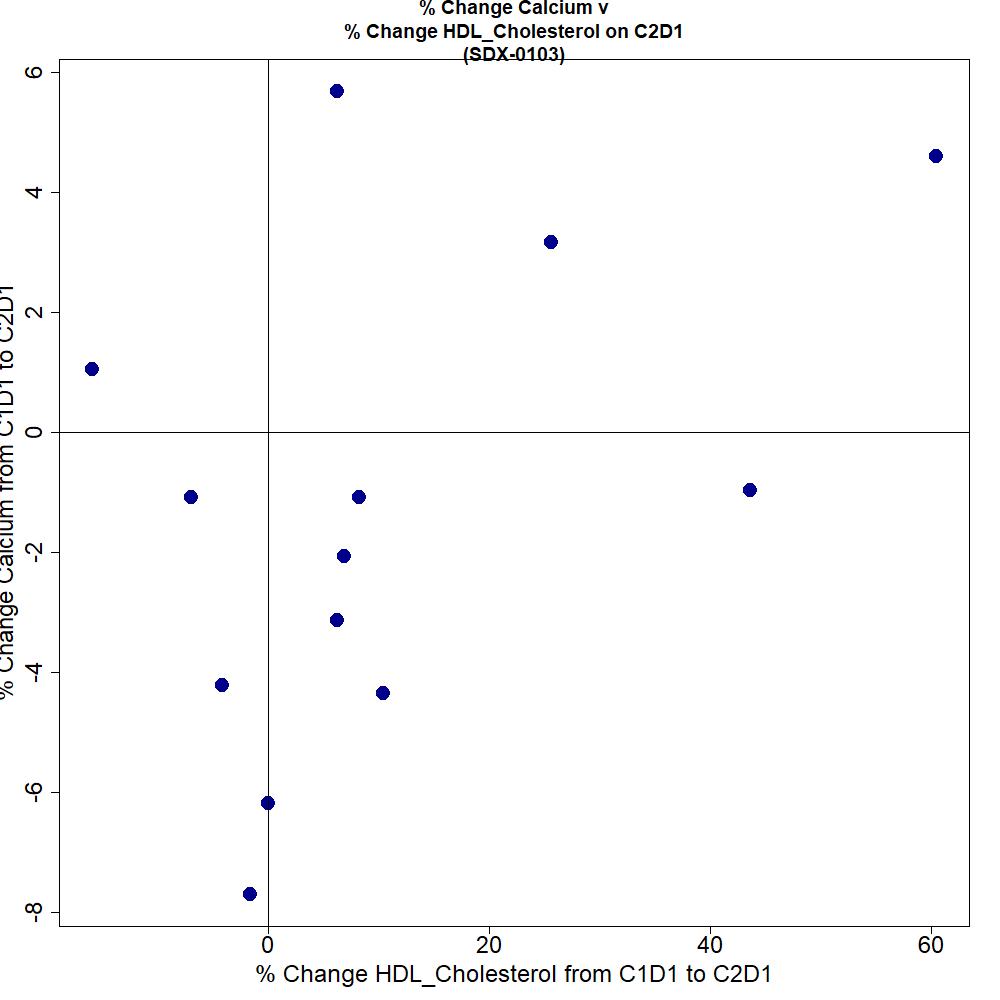 % Change Calcium v
% Change HDL_Cholesterol on C2D1
(SDX-0103)
% Change Calcium from C1D1 to C2D1
6
4
2
0
-2
-4
-6
-8
0
20
40
60
% Change HDL_Cholesterol from C1D1 to C2D1